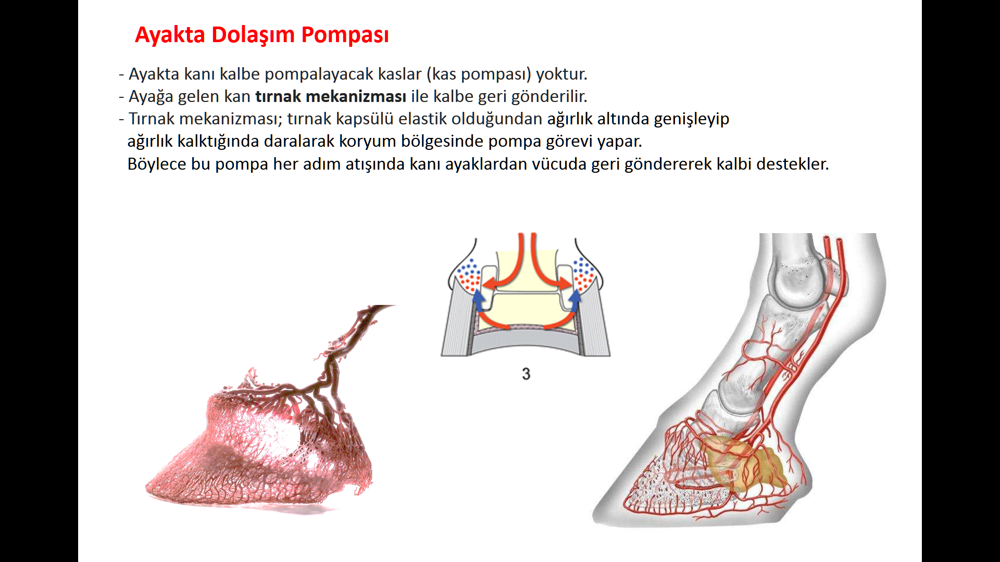 Ayakta Dolaşım Pompası
- Ayakta kanı kalbe pompalayacak kaslar (kas pompası) yoktur.
- Ayağa gelen kan tırnak mekanizması ile kalbe geri gönderilir.
- Tırnak mekanizması; tırnak kapsülü elastik olduğundan ağırlık altında genişleyip
ağırlık kalktığında daralarak koryum bölgesinde pompa görevi yapar.
Böylece bu pompa her adım atışında kanı ayaklardan vücuda geri göndererek kalbi destekler.
3